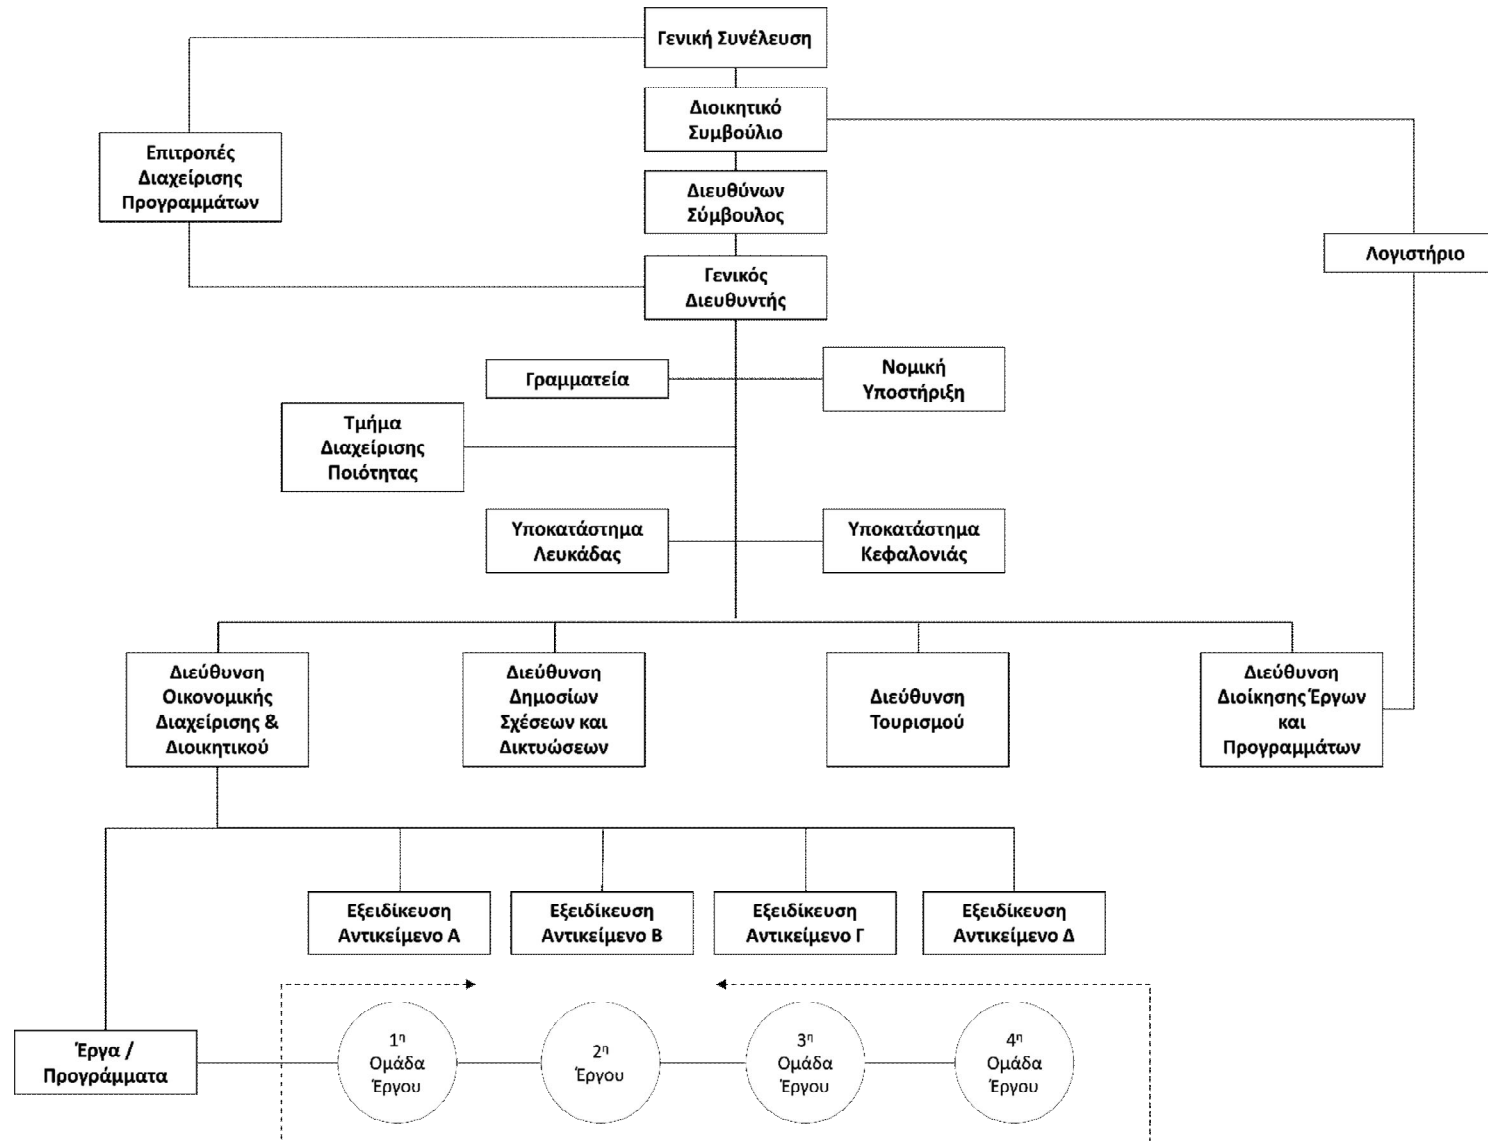 Γενική Συνέλευση
Διοικητικό
Συμβούλιο
Επιτροπές
Διαχείρισης
Προγραμμάτων
Διευθύνων
Σύμβουλος
Λογιστήριο
Γενικός
Διευθυντής
Γραμματεία
Νομική
Υποστήριξη
Τμήμα
Διαχείρισης
Ποιότητας
Υποκατάστημα
Λευκάδας
Υποκατάστημα
Κεφαλονιάς
Διεύθυνση
Οικονομικής
Διαχείρισης &
Διοικητικού
Διεύθυνση
Δημοσίων
Σχέσεων και
Δικτυώσεων
Διεύθυνση
Τουρισμού
Διεύθυνση
Διοίκησης Έργων
και
Προγραμμάτων
Εξειδίκευση
Αντικείμενο Α
Εξειδίκευση
Αντικείμενο Β
Εξειδίκευση
Αντικείμενο Γ
Εξειδίκευση
Αντικείμενο Δ
Έργα /
Προγράμματα
1η
Ομάδα
Έργου
2η
Έργου
3η
Ομάδα
Έργου
4η
Ομάδα
Έργου